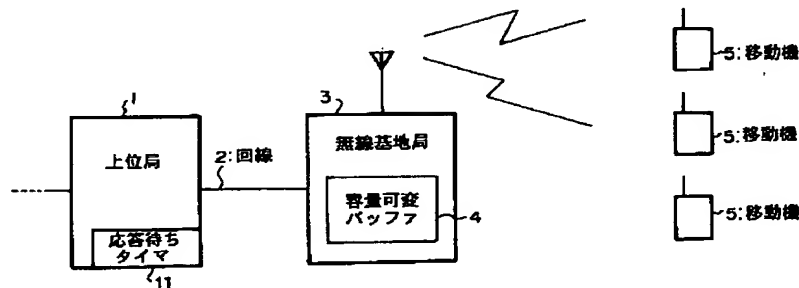 1
上位局
応答待ち
タイマ
11
2:回線
3
無線基地局
容量可変
バッファ
4
5:移動機
5:移動機
5:移動機